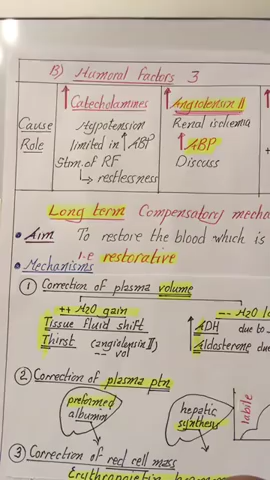 B) Humoral Factors 3
↑ Catecholamines
↑ Angiotensin II
Cause
Hypotension
Renal ischemia
Role
limited in ↑ ABP
↑ ABP
Stim. of RF
Discuss
↳ restlessness
Long term Compensatory mecha
• Aim To restore the blood which is
i.e restorative
• Mechanisms
① Correction of plasma volume
++ H2O gain
-- H2O lo
Tissue fluid shift
↑ ADH due to
Thirst (angiotensin II)
Aldosterone due
-- vol
② Correction of plasma ptn
preformed albumn
hepatic synthesis
labile
③ Correction of red cell mass
Erythropoietin